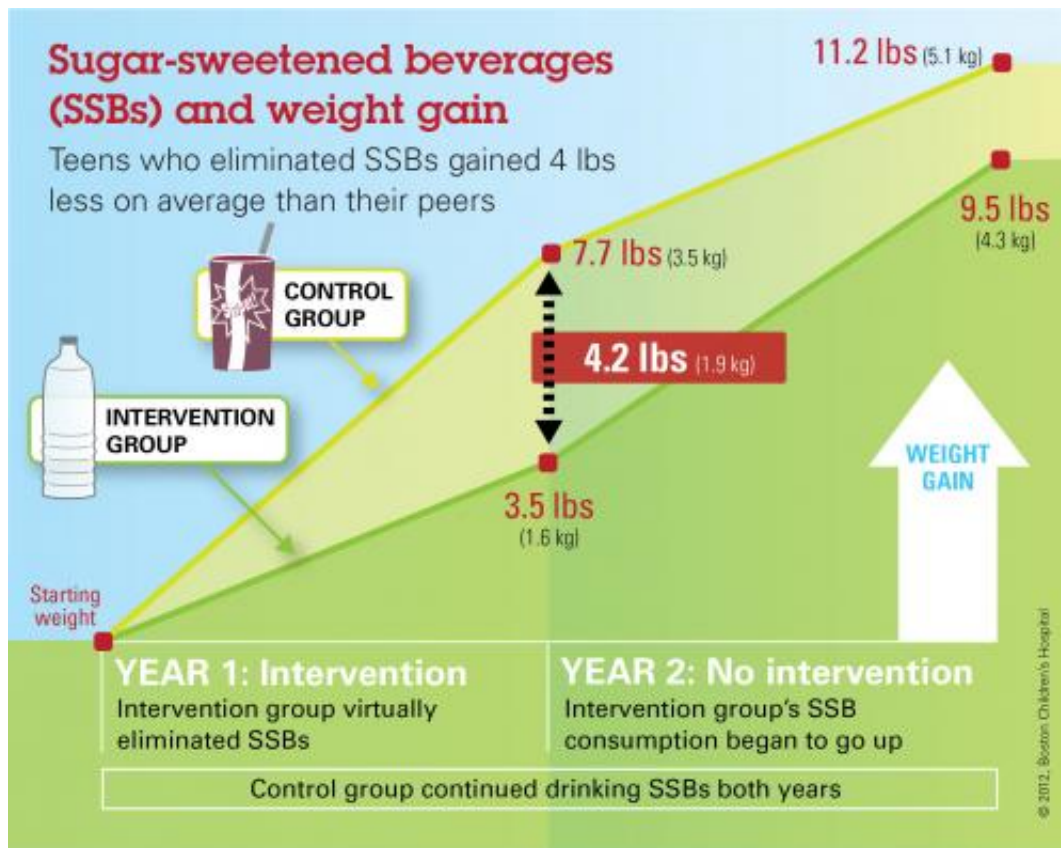 Sugar-sweetened beverages
(SSBs) and weight gain
Teens who eliminated SSBs gained 4 lbs
less on average than their peers
11.2 lbs (5.1 kg)
9.5 lbs
(4.3 kg)
7.7 lbs (3.5 kg)
CONTROL
GROUP
4.2 lbs (1.9 kg)
INTERVENTION
GROUP
WEIGHT
GAIN
3.5 lbs
(1.6 kg)
Starting
weight
YEAR 1: Intervention
Intervention group virtually
eliminated SSBs
YEAR 2: No intervention
Intervention group's SSB
consumption began to go up
Control group continued drinking SSBs both years
© 2012, Boston Children's Hospital